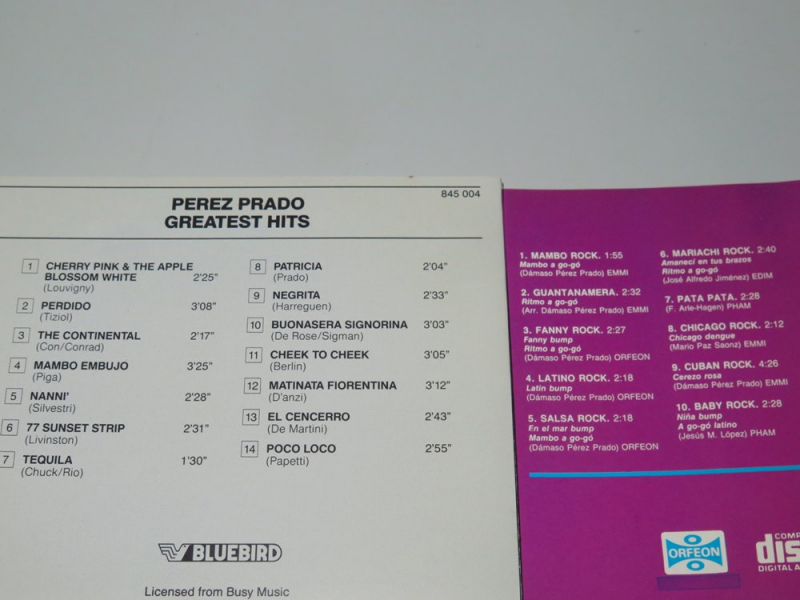 845 004
PEREZ PRADO
GREATEST HITS
1 CHERRY PINK & THE APPLE
BLOSSOM WHITE 2'25"
(Louvigny)
2 PERDIDO 3'08"
(Tiziol)
3 THE CONTINENTAL 2'17"
(Con/Conrad)
4 MAMBO EMBUJO 3'25"
(Piga)
5 NANNI' 2'28"
(Silvestri)
6 77 SUNSET STRIP 2'31"
(Livinston)
7 TEQUILA 1'30"
(Chuck/Rio)
8 PATRICIA 2'04"
(Prado)
9 NEGRITA 2'33"
(Harreguen)
10 BUONASERA SIGNORINA 3'03"
(De Rose/Sigman)
11 CHEEK TO CHEEK 3'05"
(Berlin)
12 MATINATA FIORENTINA 3'12"
(D'anzi)
13 EL CENCERRO 2'43"
(De Martini)
14 POCO LOCO 2'55"
(Papetti)
BLUEBIRD
Licensed from Busy Music
1. MAMBO ROCK. 1:55
Mambo a go-gó
(Dámaso Pérez Prado) EMMI
2. GUANTANAMERA. 2:32
Ritmo a go-gó
(Arr. Dámaso Pérez Prado) EMMI
3. FANNY ROCK. 2:27
Fanny bump
Ritmo a go-gó
(Dámaso Pérez Prado) ORFEON
4. LATINO ROCK. 2:18
Latin bump
(Dámaso Pérez Prado) ORFEON
5. SALSA ROCK. 2:18
En el mar bump
Mambo a go-gó
(Dámaso Pérez Prado) ORFEON
6. MARIACHI ROCK. 2:40
Amanecí en tus brazos
Ritmo a go-gó
(José Alfredo Jiménez) EDIM
7. PATA PATA. 2:28
(F. Arle-Hagen) PHAM
8. CHICAGO ROCK. 2:12
Chicago dengue
(Mario Paz Saonz) EMMI
9. CUBAN ROCK. 4:26
Cerezo rosa
(Dámaso Pérez Prado) EMMI
10. BABY ROCK. 2:28
Niña bump
A go-gó latino
(Jesús M. López) PHAM
ORFEON
COMP
dis
DIGITAL A